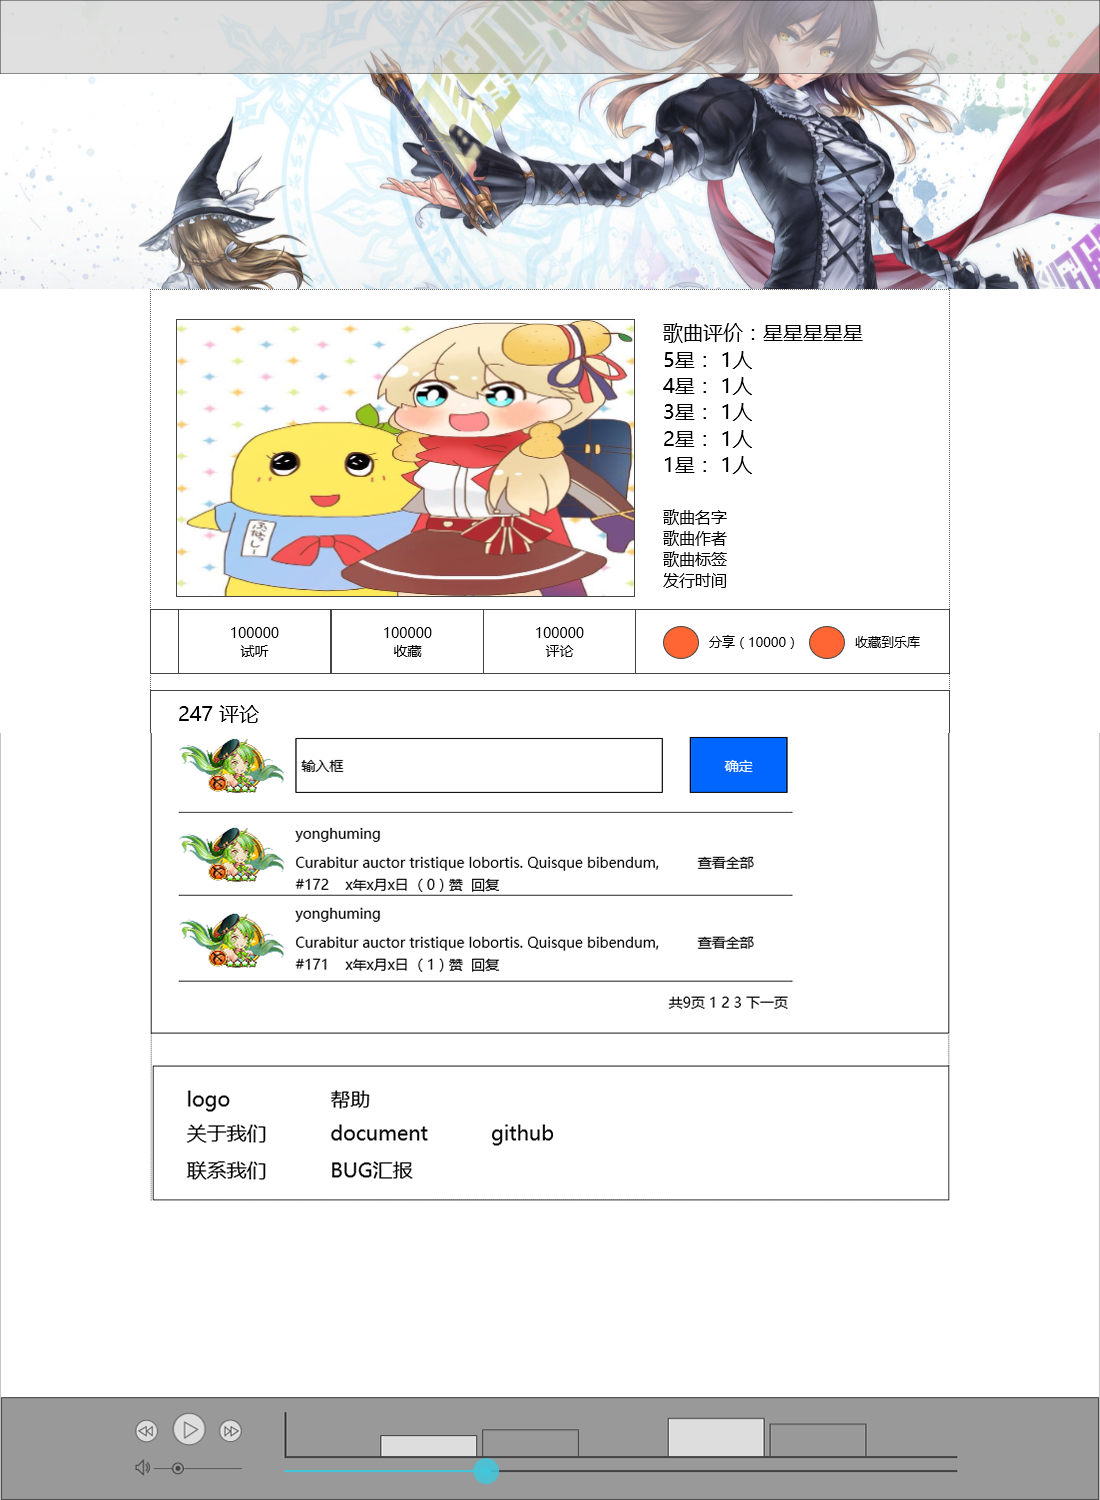 歌曲评价：星星星星星
5星： 1人
4星： 1人
3星： 1人
2星： 1人
1星： 1人
歌曲名字
歌曲作者
歌曲标签
发行时间
100000
试听
100000
收藏
100000
评论
分享（10000）
收藏到乐库
247 评论
输入框
确定
yonghuming
Curabitur auctor tristique lobortis. Quisque bibendum,
查看全部
#172 x年x月x日（0）赞 回复
yonghuming
Curabitur auctor tristique lobortis. Quisque bibendum,
查看全部
#171 x年x月x日（1）赞 回复
共9页 1 2 3 下一页
logo 帮助
关于我们 document github
联系我们 BUG汇报